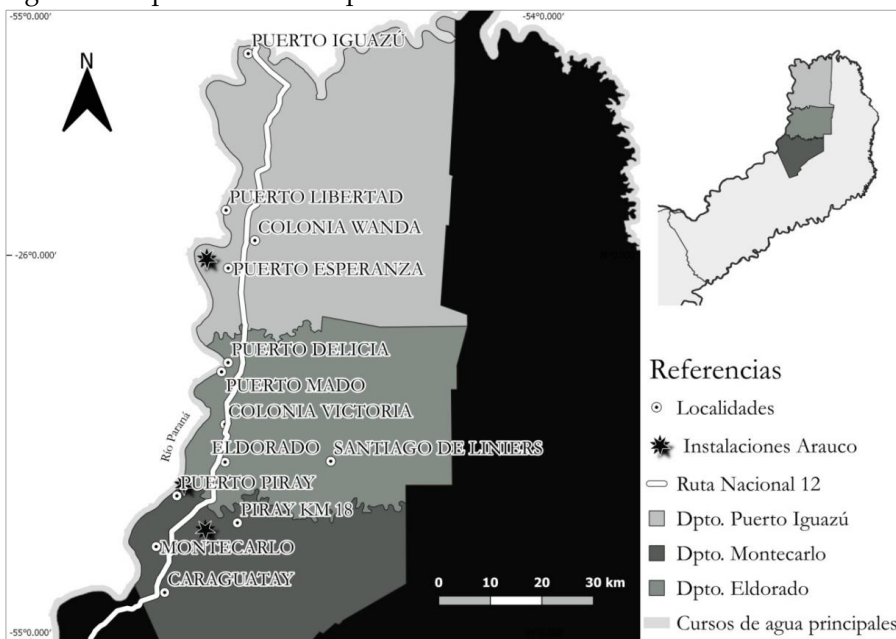 -55°0.000'
-54°0.000'
PUERTO IGUAZÚ
N
PUERTO LIBERTAD
COLONIA WANDA
-26°0.000'
PUERTO ESPERANZA
PUERTO DELICIA
PUERTO MADO
COLONIA VICTORIA
Río Paraná
ELDORADO
SANTIAGO DE LINIERS
PUERTO PIRAY
PIRAY KM 18
MONTECARLO
CARAGUATAY
0 10 20 30 km
-55°0.000'
Referencias
Localidades
Instalaciones Arauco
Ruta Nacional 12
Dpto. Puerto Iguazú
Dpto. Montecarlo
Dpto. Eldorado
Cursos de agua principales